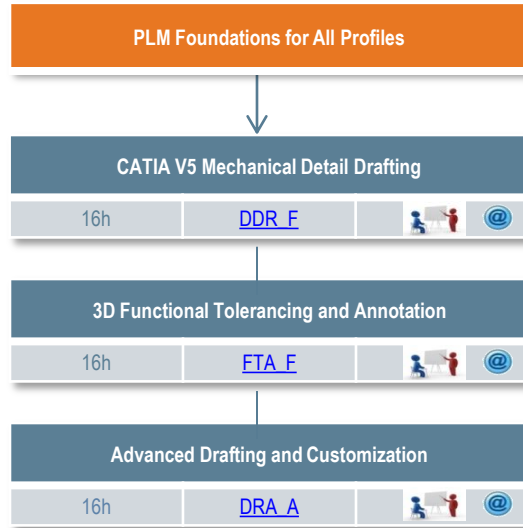 PLM Foundations for All Profiles
CATIA V5 Mechanical Detail Drafting
16h DDR_F @
3D Functional Tolerancing and Annotation
16h FTA_F @
Advanced Drafting and Customization
16h DRA_A @